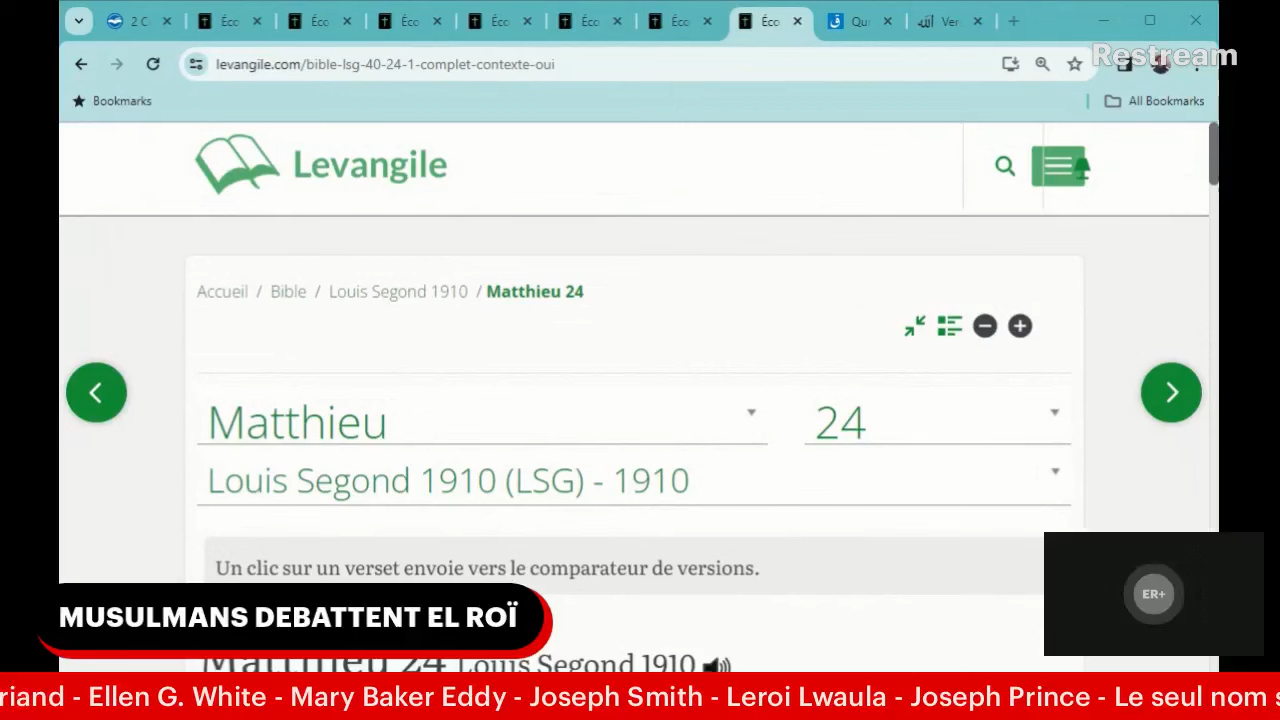 2 C
Éco
Éco
Éco
Éco
Éco
Éco
Éco
Qu
Ver
levangile.com/bible-lsg-40-24-1-complet-contexte-oui
Restream
Bookmarks
All Bookmarks
Levangile
Accueil / Bible / Louis Segond 1910 / Matthieu 24
Matthieu
24
Louis Segond 1910 (LSG) - 1910
Un clic sur un verset envoie vers le comparateur de versions.
ER+
MUSULMANS DEBATTENT EL ROÏ
Matthieu 24 Louis Segond 1910
riand - Ellen G. White - Mary Baker Eddy - Joseph Smith - Leroi Lwaula - Joseph Prince - Le seul nom s